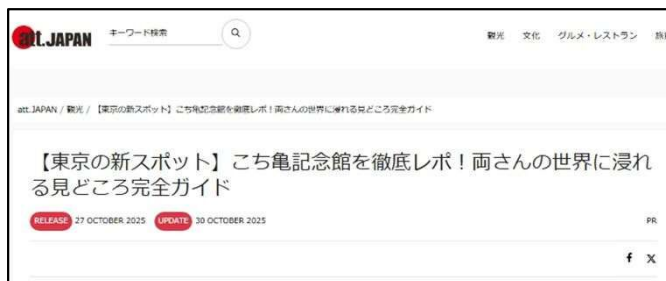 att.JAPAN キーワード検索 観光 文化 グルメ・レストラン
att.JAPAN / 観光 / 【東京の新スポット】こち亀記念館を徹底レポ！両さんの世界に浸れる見どころ完全ガイド
【東京の新スポット】こち亀記念館を徹底レポ！両さんの世界に浸れ
る見どころ完全ガイド
RELEASE 27 OCTOBER 2025 UPDATE 30 OCTOBER 2025 PR